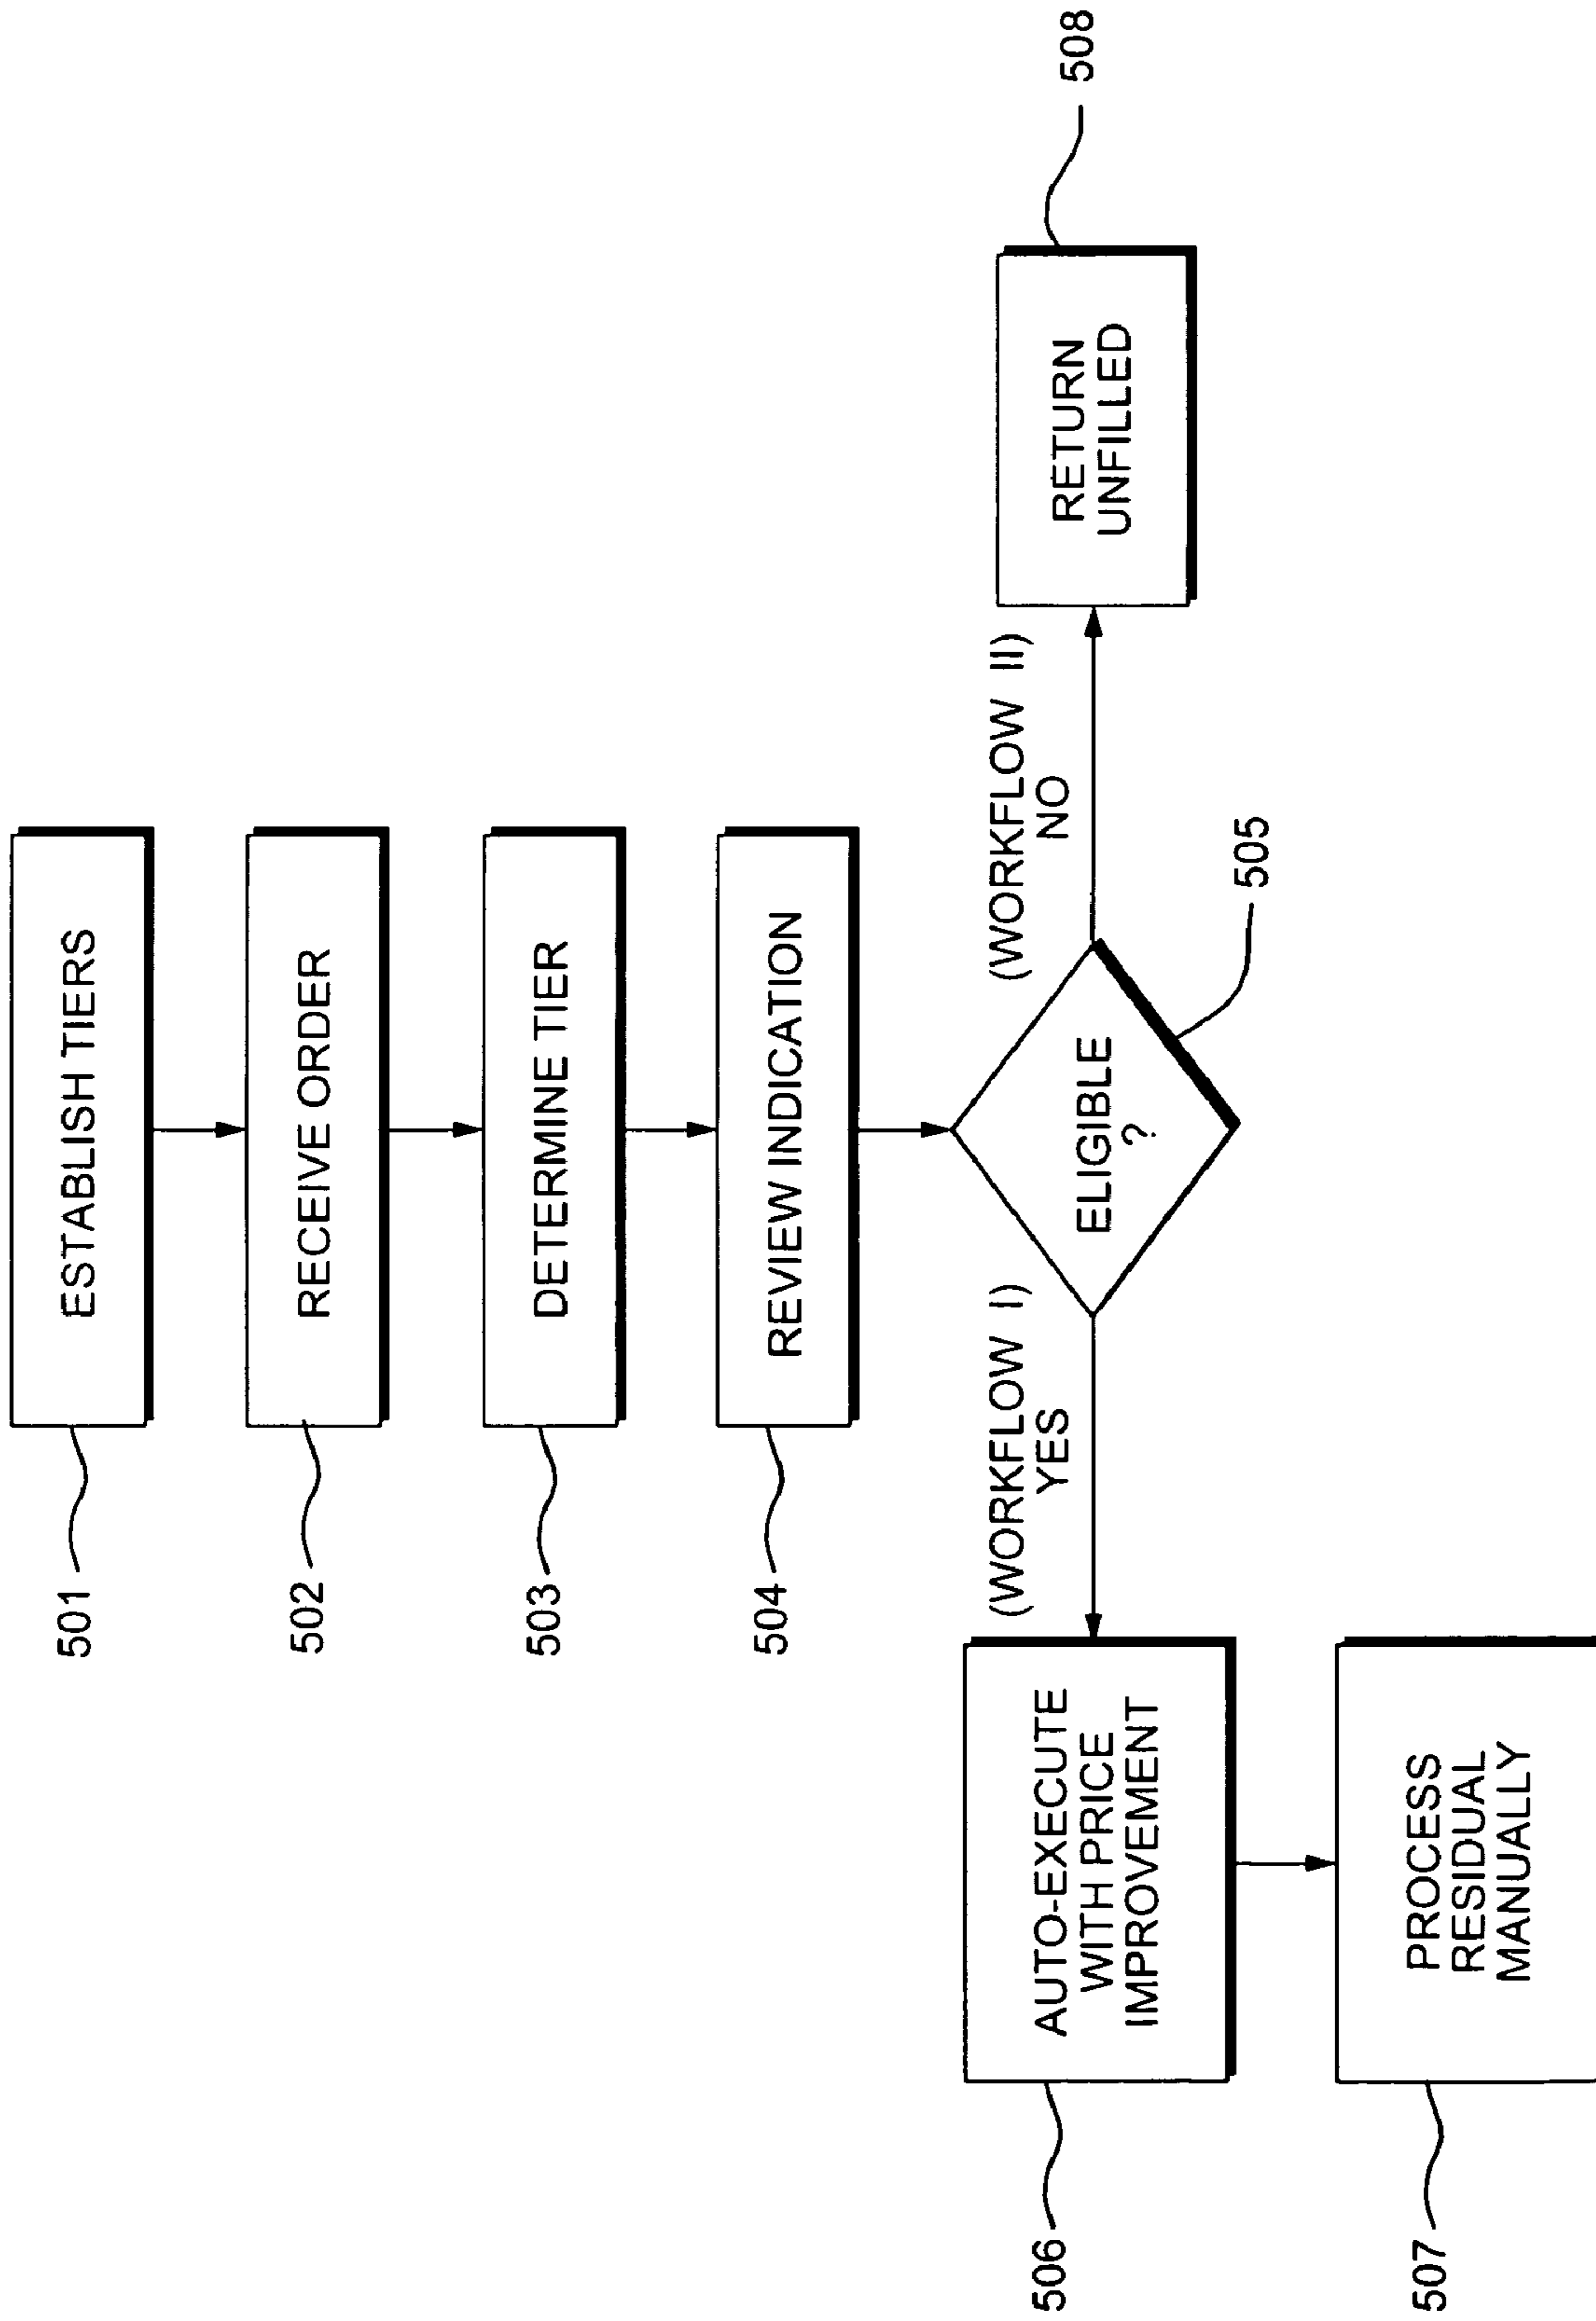 501
ESTABLISH TIERS
502
RECEIVE ORDER
503
DETERMINE TIER
504
REVIEW INDICATION
(WORKFLOW I)
YES
ELIGIBLE
?
505
(WORKFLOW II)
NO
506
AUTO-EXECUTE
WITH PRICE
IMPROVEMENT
RETURN
UNFILLED
508
507
PROCESS
RESIDUAL
MANUALLY